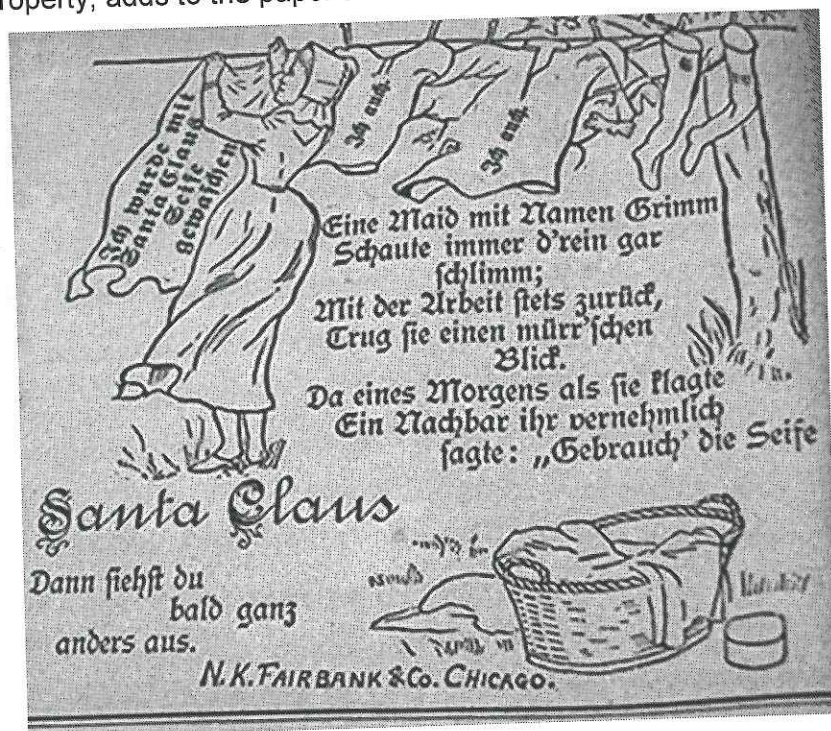 roperty, adds to the paper
Ich wurde mit
Santa Claus
Seife
gewaschen
Ich auch.
Ich auch.
Eine Maid mit Namen Grimm
Schaute immer d'rein gar
schlimm;
Mit der Arbeit stets zurück,
Trug sie einen mürr'schen
Blick.
Da eines Morgens als sie klagte
Ein Nachbar ihr vernehmlich
sagte: „Gebrauch' die Seife
Santa Claus
Dann siehst du
bald ganz
anders aus.
N. K. FAIRBANK & Co. CHICAGO.